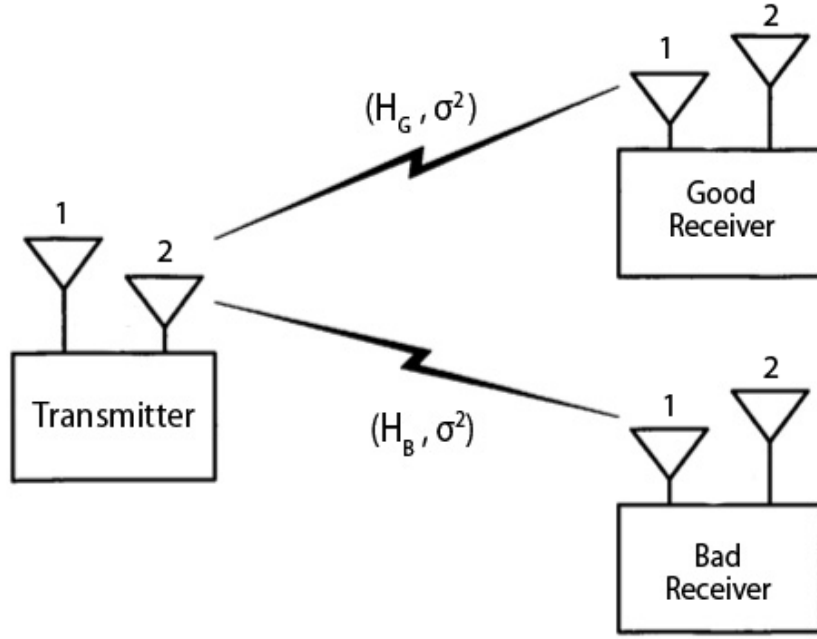 1 2
(H_G , σ²)
Good
Receiver
1 2
Transmitter
(H_B , σ²)
1 2
Bad
Receiver